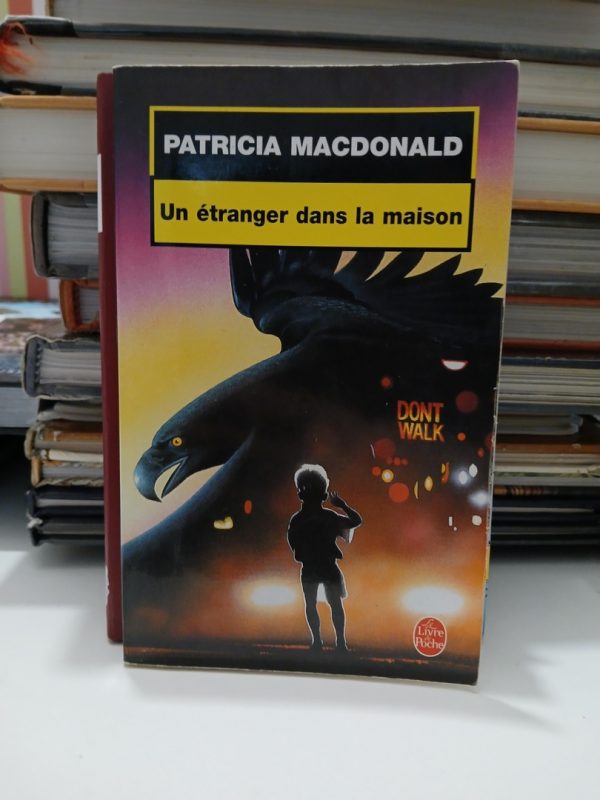 PATRICIA MACDONALD
Un étranger dans la maison
DONT
WALK
Le
Livre
de
Poche